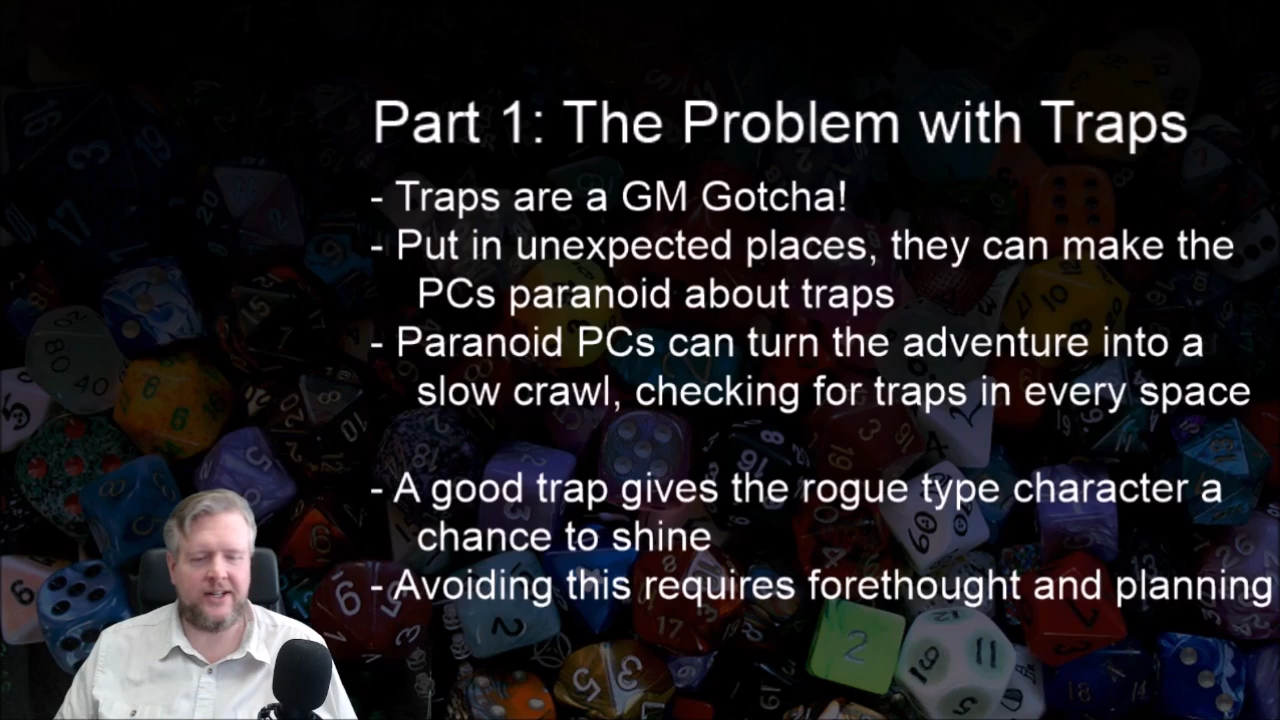 Part 1: The Problem with Traps
- Traps are a GM Gotcha!
- Put in unexpected places, they can make the
PCs paranoid about traps
- Paranoid PCs can turn the adventure into a
slow crawl, checking for traps in every space
- A good trap gives the rogue type character a
chance to shine
- Avoiding this requires forethought and planning